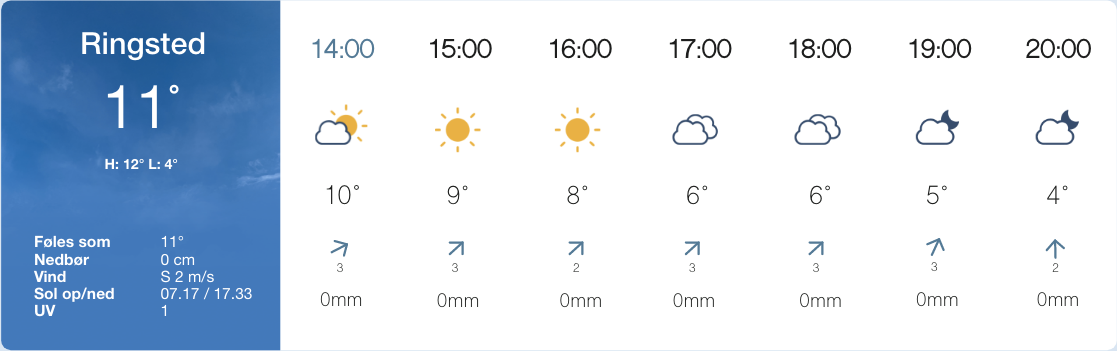 Ringsted
11°
H: 12° L: 4°
Føles som 11°
Nedbør 0 cm
Vind S 2 m/s
Sol op/ned 07.17 / 17.33
UV 1
14:00 15:00 16:00 17:00 18:00 19:00 20:00
10° 9° 8° 6° 6° 5° 4°
3 3 2 3 3 3 2
0mm 0mm 0mm 0mm 0mm 0mm 0mm